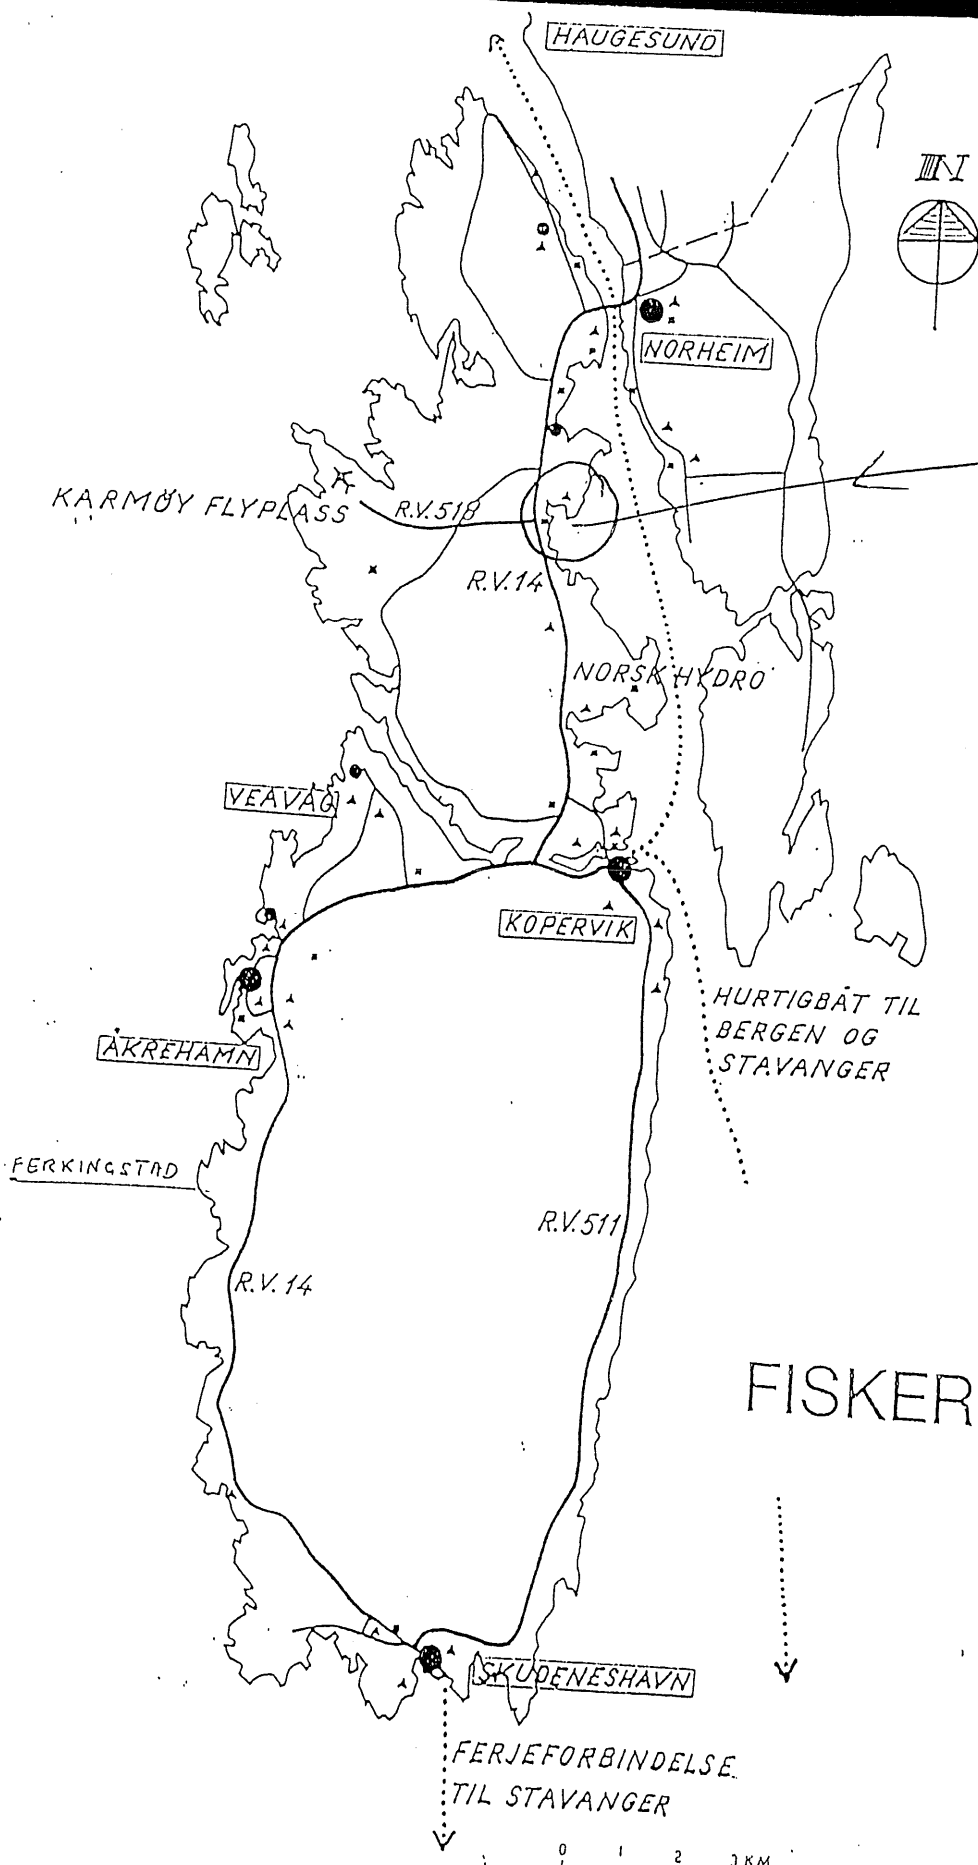 HAUGESUND
N
NORHEIM
KARMÖY FLYPLASS
R.V.518
R.V.14
NORSK HYDRO
VEAVÅG
KOPERVIK
HURTIGBÅT TIL
BERGEN OG
STAVANGER
ÅKREHAMN
FERKINGSTAD
R.V.511
R.V.14
FISKER
SKUDENESHAVN
FERJEFORBINDELSE
TIL STAVANGER
0 1 2 3 KM